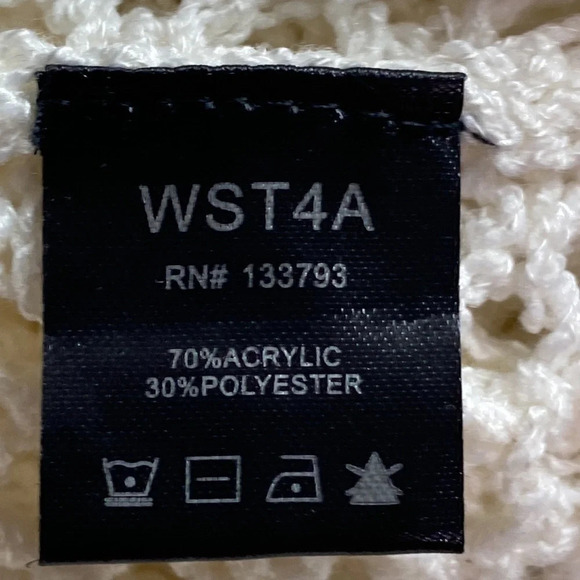 WST4A
RN# 133793
70%ACRYLIC
30%POLYESTER